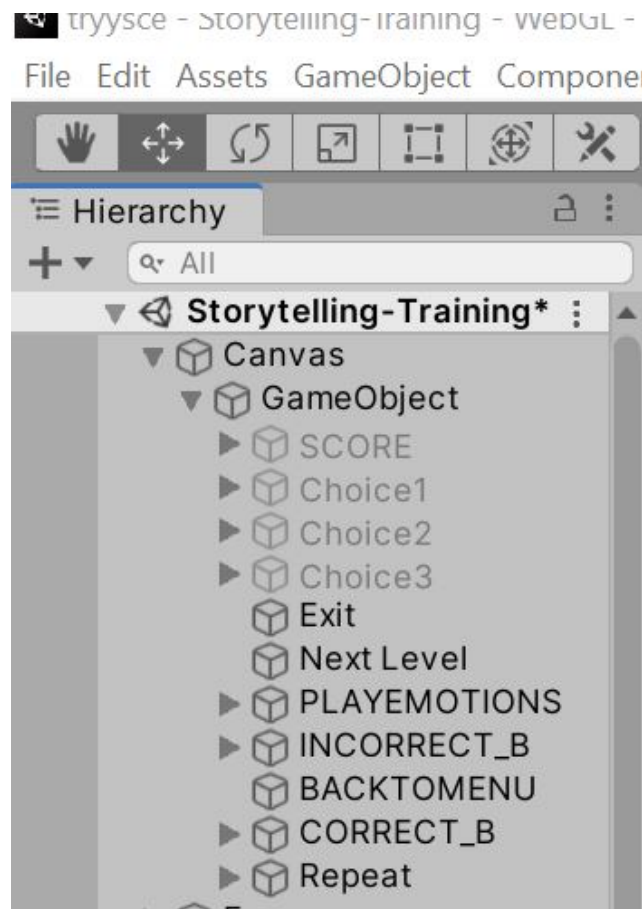 tryysce - Storytelling-Training - WebGL -
File Edit Assets GameObject Compone
Hierarchy
All
Storytelling-Training*
Canvas
GameObject
SCORE
Choice1
Choice2
Choice3
Exit
Next Level
PLAYEMOTIONS
INCORRECT_B
BACKTOMENU
CORRECT_B
Repeat